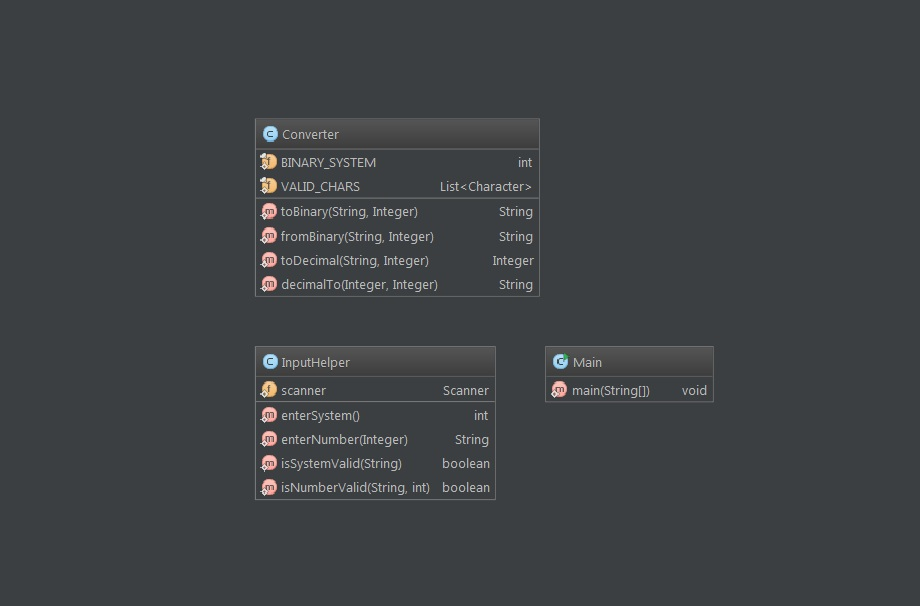 Converter
BINARY_SYSTEM int
VALID_CHARS List<Character>
toBinary(String, Integer) String
fromBinary(String, Integer) String
toDecimal(String, Integer) Integer
decimalTo(Integer, Integer) String
InputHelper
scanner Scanner
enterSystem() int
enterNumber(Integer) String
isSystemValid(String) boolean
isNumberValid(String, int) boolean
Main
main(String[]) void